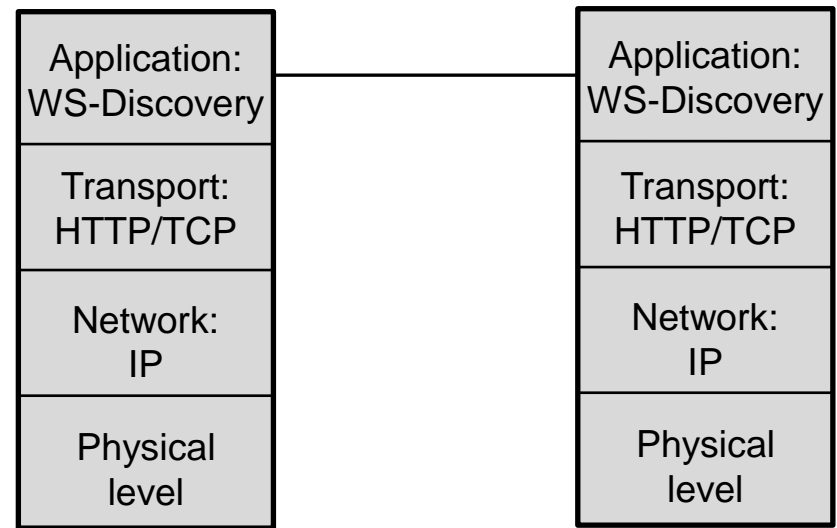 Application:
WS-Discovery
Transport:
HTTP/TCP
Network:
IP
Physical
level
Application:
WS-Discovery
Transport:
HTTP/TCP
Network:
IP
Physical
level